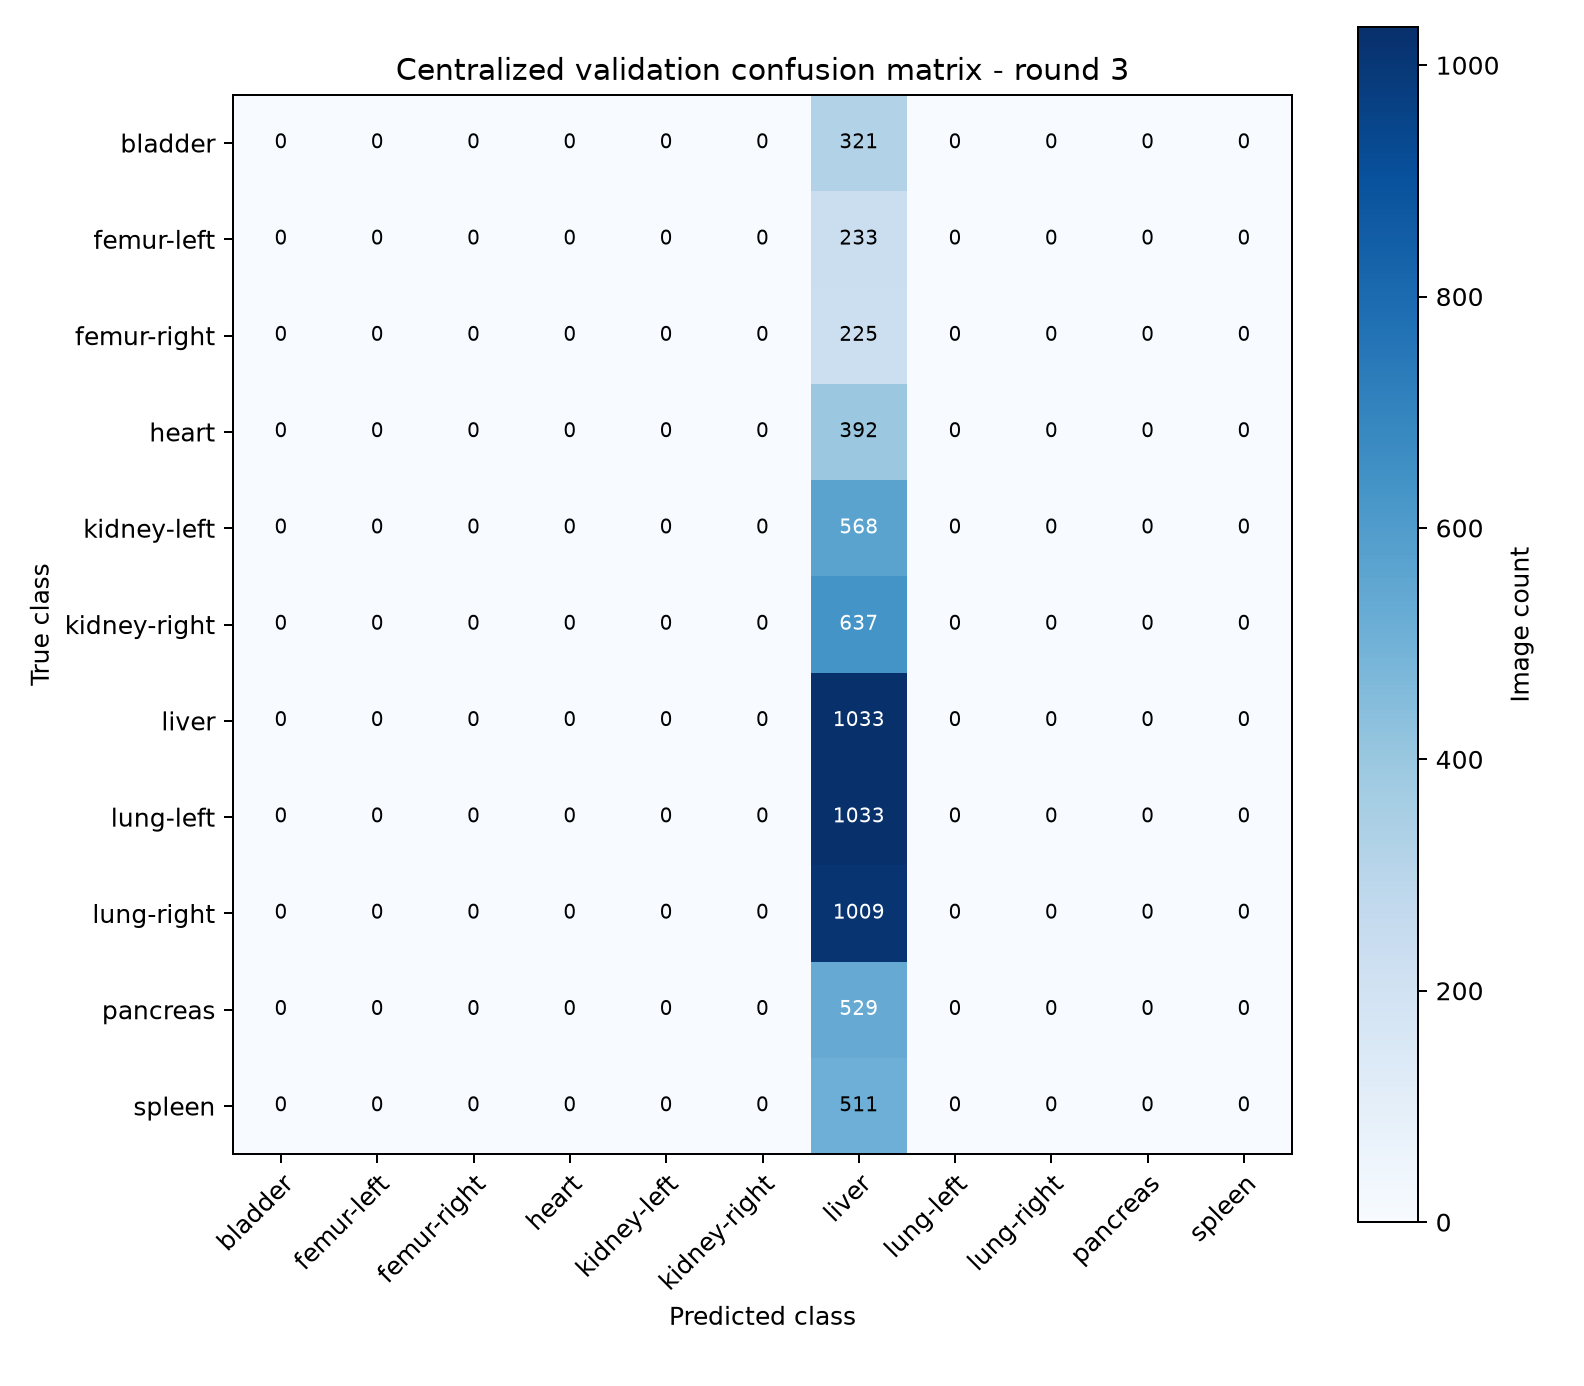 Centralized validation confusion matrix - round 3
bladder 0 0 0 0 0 0 321 0 0 0 0
femur-left 0 0 0 0 0 0 233 0 0 0 0
femur-right 0 0 0 0 0 0 225 0 0 0 0
heart 0 0 0 0 0 0 392 0 0 0 0
kidney-left 0 0 0 0 0 0 568 0 0 0 0
kidney-right 0 0 0 0 0 0 637 0 0 0 0
liver 0 0 0 0 0 0 1033 0 0 0 0
lung-left 0 0 0 0 0 0 1033 0 0 0 0
lung-right 0 0 0 0 0 0 1009 0 0 0 0
pancreas 0 0 0 0 0 0 529 0 0 0 0
spleen 0 0 0 0 0 0 511 0 0 0 0
True class
bladder femur-left femur-right heart kidney-left kidney-right liver lung-left lung-right pancreas spleen
Predicted class
1000
800
600
400
200
0
Image count